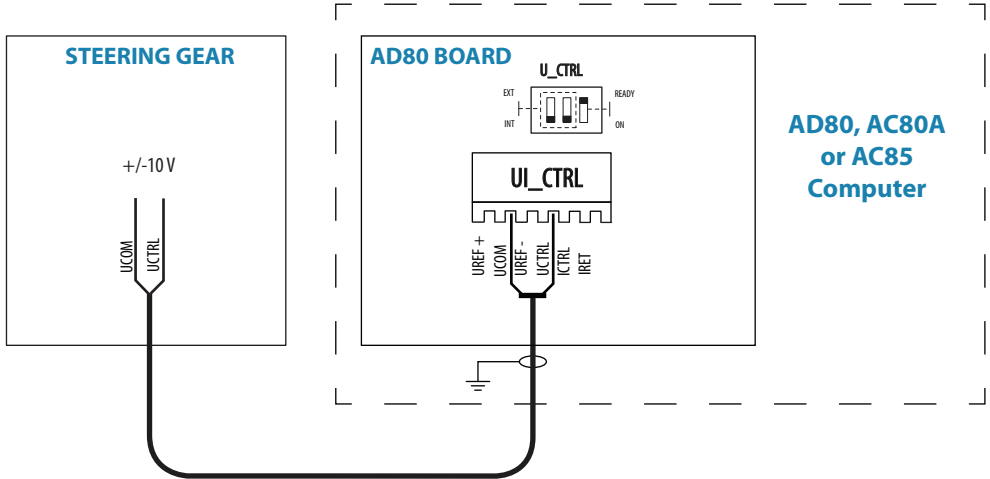 STEERING GEAR
+/-10 V
UCOM
UCTRL
AD80 BOARD
U_CTRL
EXT
READY
INT
ON
UI_CTRL
UREF +
UCOM
UREF -
UCTRL
ICTRL
IRET
AD80, AC80A
or AC85
Computer